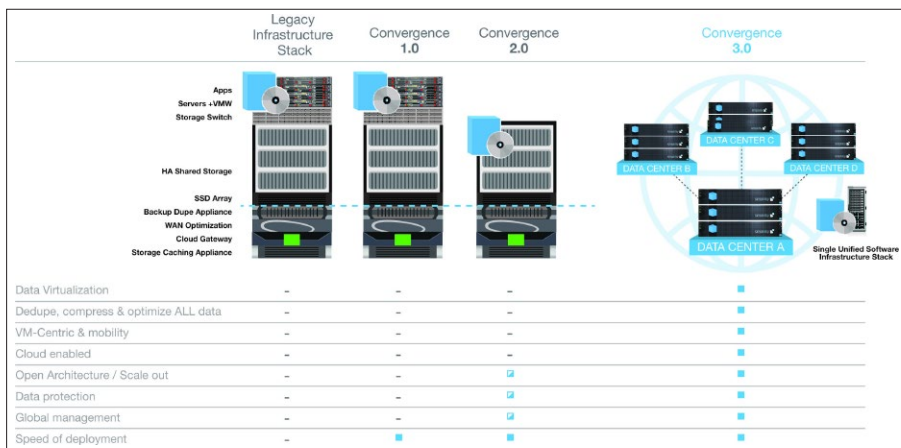 Legacy
Infrastructure
Stack
Convergence
1.0
Convergence
2.0
Convergence
3.0
Apps
Servers +VMW
Storage Switch
HA Shared Storage
SSD Array
Backup Dupe Appliance
WAN Optimization
Cloud Gateway
Storage Caching Appliance
DATA CENTER B
DATA CENTER C
DATA CENTER D
DATA CENTER A
Single Unified Software
Infrastructure Stack
Data Virtualization - - -
Dedupe, compress & optimize ALL data - - -
VM-Centric & mobility - - -
Cloud enabled - - -
Open Architecture / Scale out - -
Data protection - -
Global management - -
Speed of deployment -